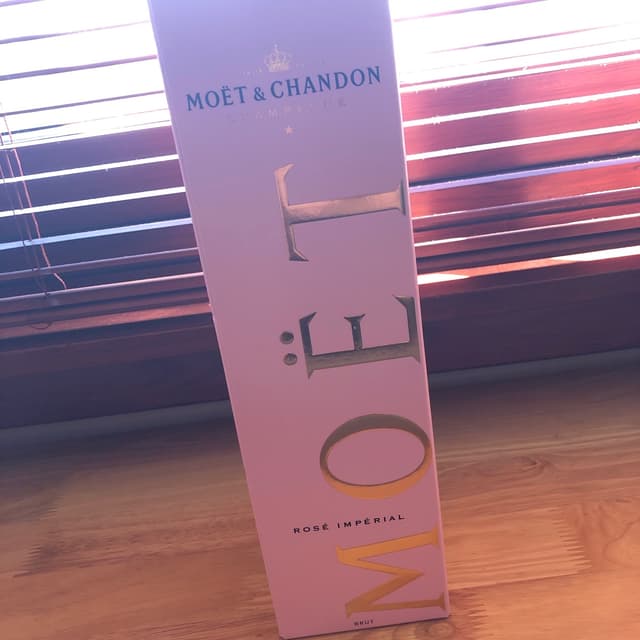 MOËT & CHANDON
MOËT
ROSÉ IMPÉRIAL
BRUT